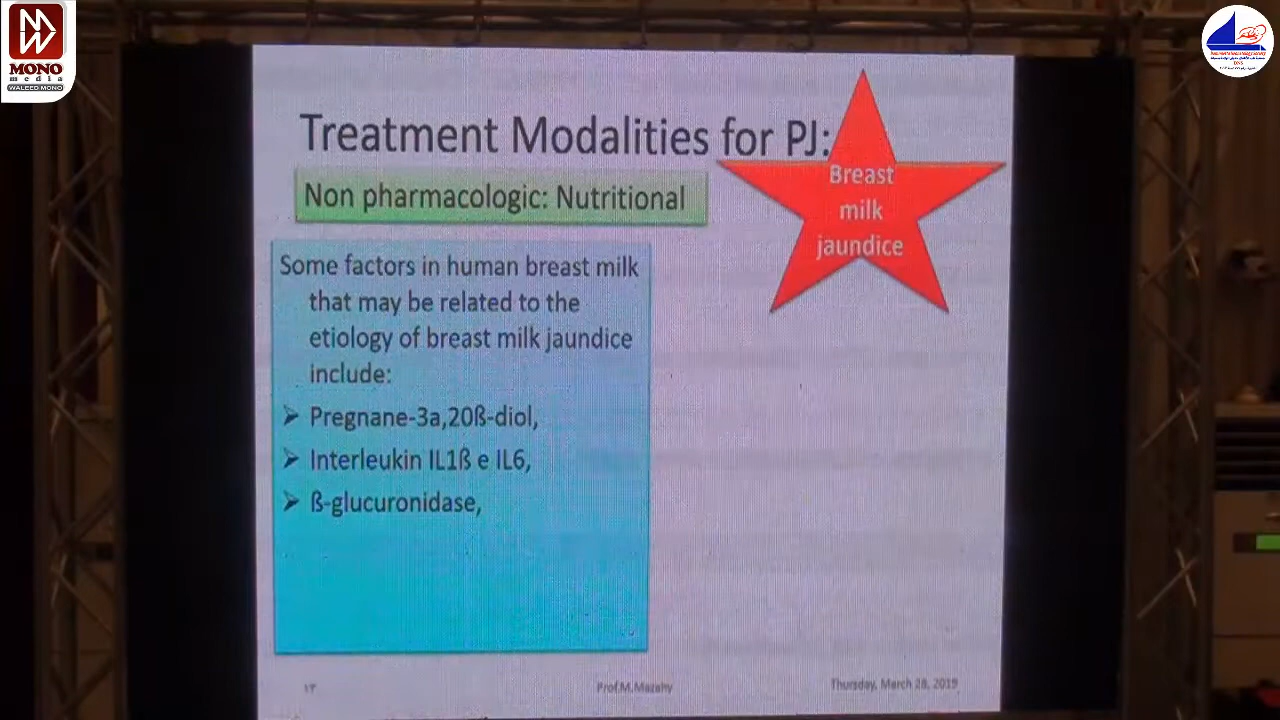 MONO
media
WALEED MONO
DNS
Treatment Modalities for PJ:
Non pharmacologic: Nutritional
Breast
milk
jaundice
Some factors in human breast milk
that may be related to the
etiology of breast milk jaundice
include:
➢ Pregnane-3a,20ß-diol,
➢ Interleukin IL1ß e IL6,
➢ ß-glucuronidase,
١٣
Prof.M.Mazahy
Thursday, March 28, 2019